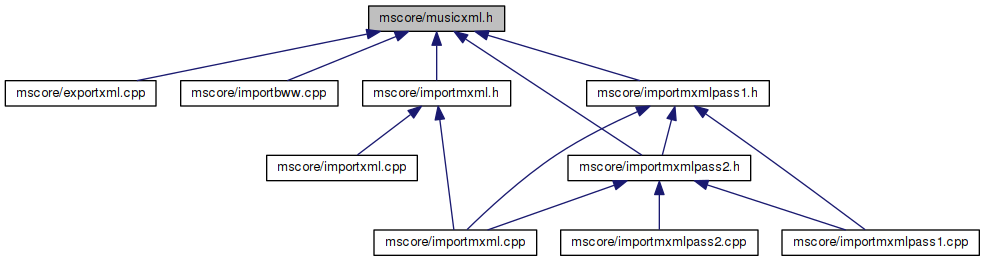 mscore/musicxml.h
mscore/exportxml.cpp
mscore/importbww.cpp
mscore/importmxml.h
mscore/importmxmlpass1.h
mscore/importxml.cpp
mscore/importmxmlpass2.h
mscore/importmxml.cpp
mscore/importmxmlpass2.cpp
mscore/importmxmlpass1.cpp